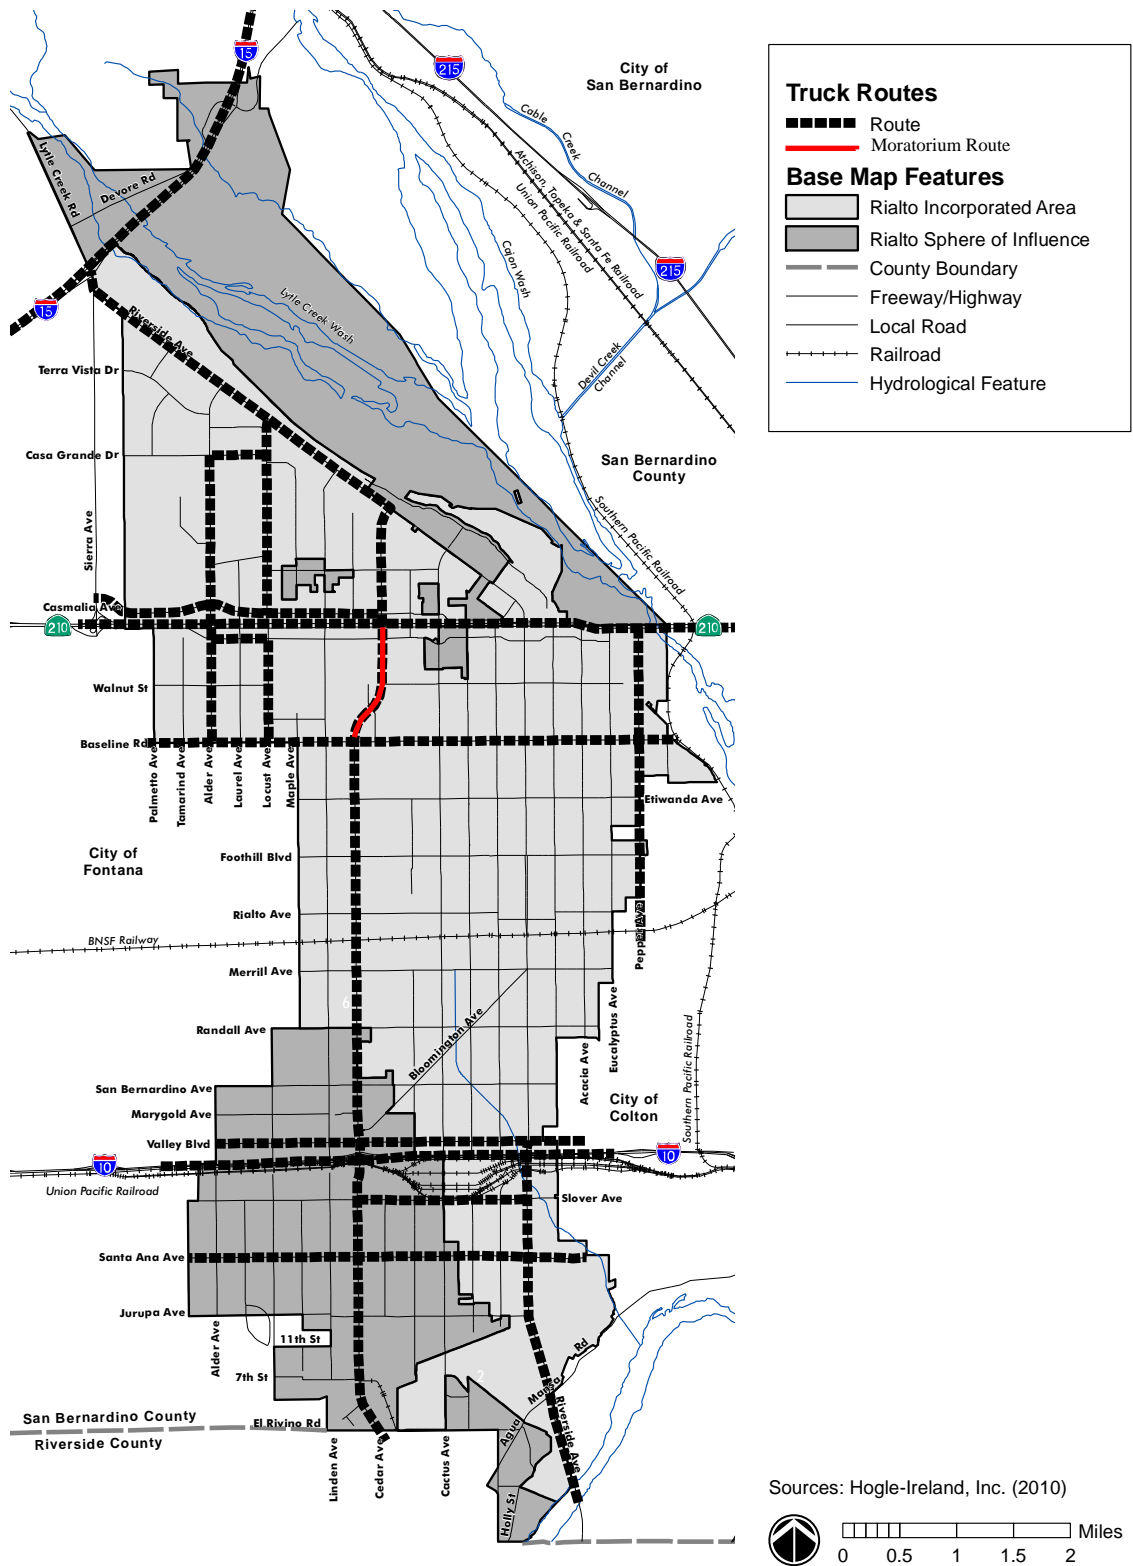 15
215
City of
San Bernardino
Cable
Creek
Channel
Atchison, Topeka & Santa Fe Railroad
Union Pacific Railroad
Lytle Creek Rd
Devore Rd
Cajon Wash
215
15
Lytle Creek Wash
Riverside Ave
Devil Creek
Channel
Terra Vista Dr
Casa Grande Dr
San Bernardino
County
Southern Pacific Railroad
Sierra Ave
Casmalia Ave
210
210
Walnut St
Baseline Rd
Palmetto Ave
Tamarind Ave
Alder Ave
Laurel Ave
Locust Ave
Maple Ave
Etiwanda Ave
City of
Fontana
Foothill Blvd
Rialto Ave
Pepper Ave
BNSF Railway
Merrill Ave
6
Randall Ave
Bloomington Ave
Eucalyptus Ave
Acacia Ave
Southern Pacific Railroad
San Bernardino Ave
City of
Colton
Marygold Ave
Valley Blvd
10
10
Union Pacific Railroad
Slover Ave
Santa Ana Ave
Jurupa Ave
Alder Ave
11th St
7th St
2
Agua Mansa Rd
Riverside Ave
San Bernardino County
El Rivino Rd
Riverside County
Linden Ave
Cedar Ave
Cactus Ave
Holly St
Truck Routes
Route
Moratorium Route
Base Map Features
Rialto Incorporated Area
Rialto Sphere of Influence
County Boundary
Freeway/Highway
Local Road
Railroad
Hydrological Feature
Sources: Hogle-Ireland, Inc. (2010)
Miles
0 0.5 1 1.5 2